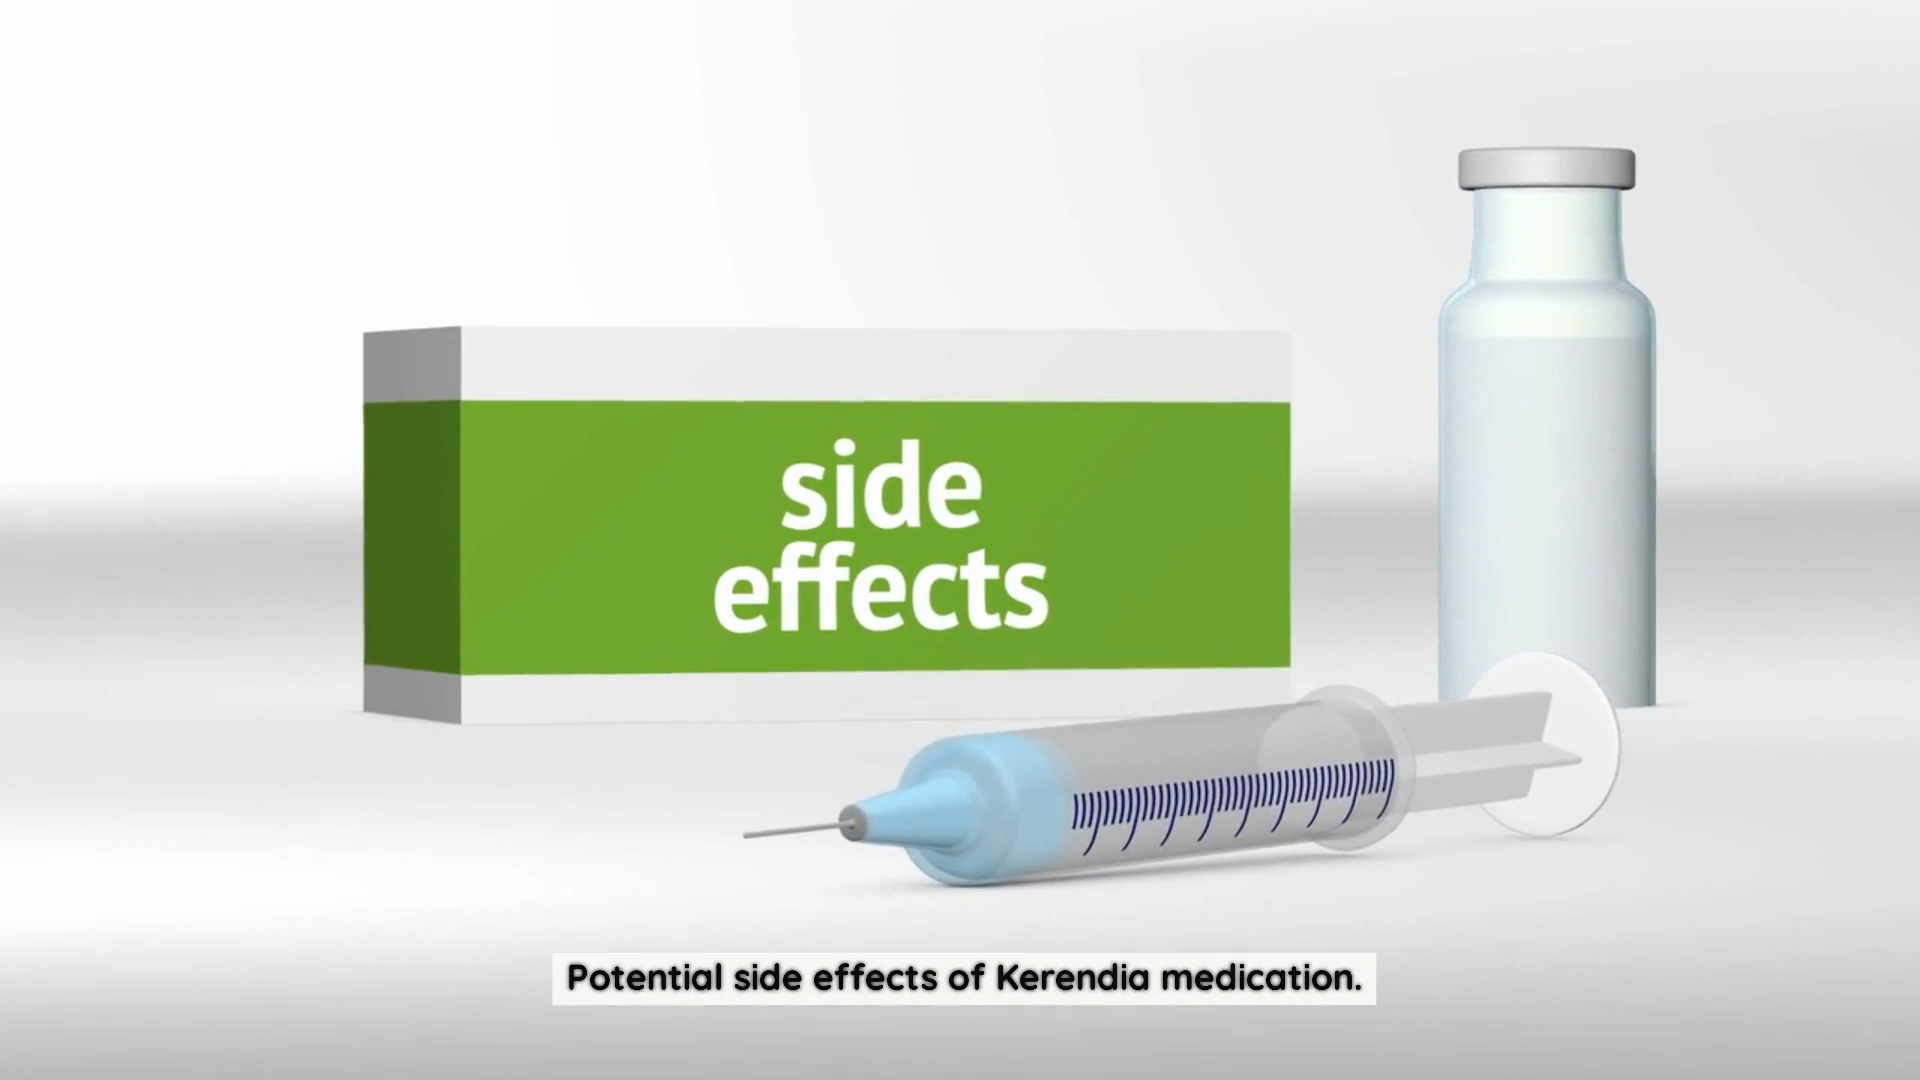 side
effects
Potential side effects of Kerendia medication.